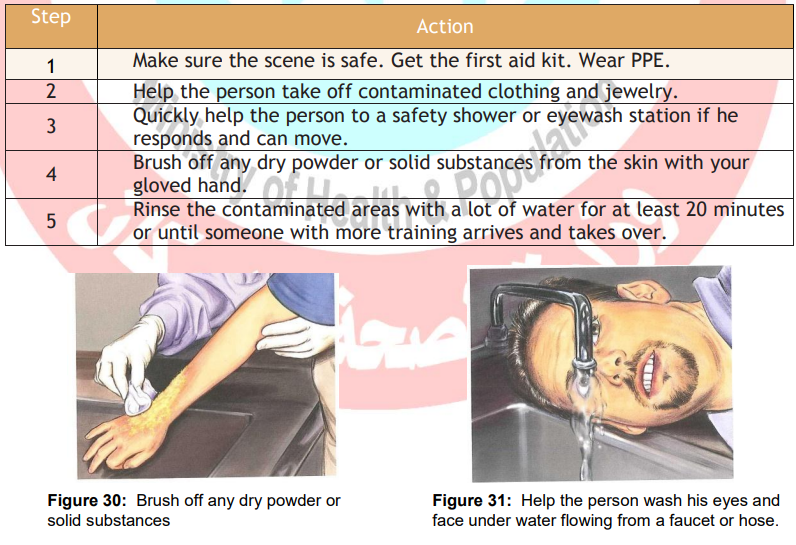 Step Action
1 Make sure the scene is safe. Get the first aid kit. Wear PPE.
2 Help the person take off contaminated clothing and jewelry.
3 Quickly help the person to a safety shower or eyewash station if he
responds and can move.
4 Brush off any dry powder or solid substances from the skin with your
gloved hand.
5 Rinse the contaminated areas with a lot of water for at least 20 minutes
or until someone with more training arrives and takes over.
Ministry of Health & Population
Figure 30: Brush off any dry powder or
solid substances
Figure 31: Help the person wash his eyes and
face under water flowing from a faucet or hose.